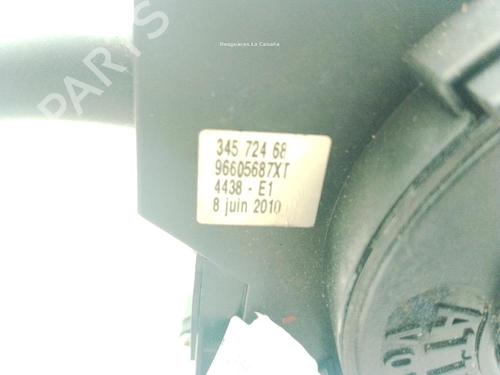 PARTS
Desguaces La Cabaña
345 724 68
96605687XT
4438 - E1
8 juin 2010